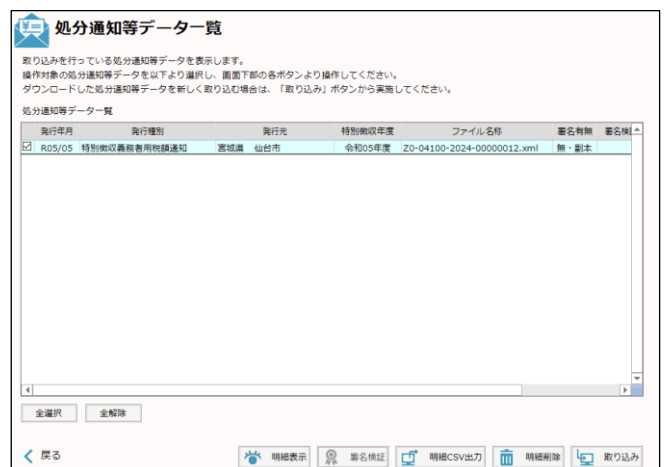 処分通知等データ一覧
取り込みを行っている処分通知等データを表示します。
操作対象の処分通知等データを以下より選択し、画面下部の各ボタンより操作してください。
ダウンロードした処分通知等データを新しく取り込む場合は、「取り込み」ボタンから実施してください。
処分通知等データ一覧
発行年月 発行種別 発行元 特別徴収年度 ファイル名称 署名有無 署名検
R05/05 特別徴収義務者用税額通知 宮城県 仙台市 令和05年度 Z0-04100-2024-00000012.xml 無・副本
全選択 全解除
戻る 明細表示 署名検証 明細CSV出力 明細削除 取り込み